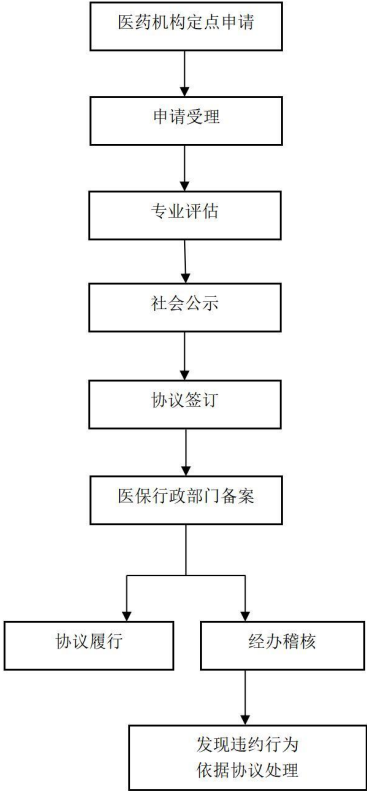 医药机构定点申请
申请受理
专业评估
社会公示
协议签订
医保行政部门备案
协议履行
经办稽核
发现违约行为
依据协议处理